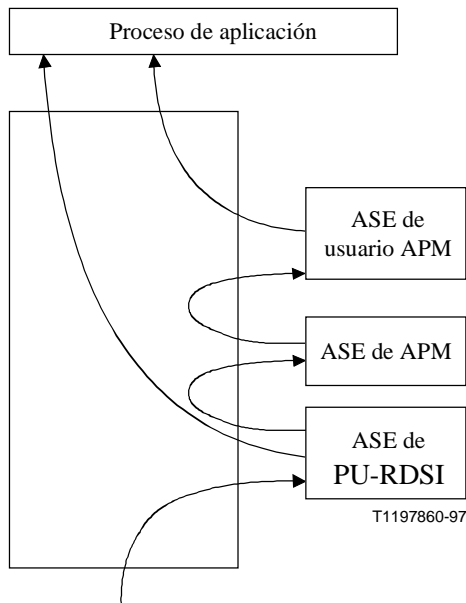 Proceso de aplicación
ASE de
usuario APM
ASE de APM
ASE de
PU-RDSI
T1197860-97